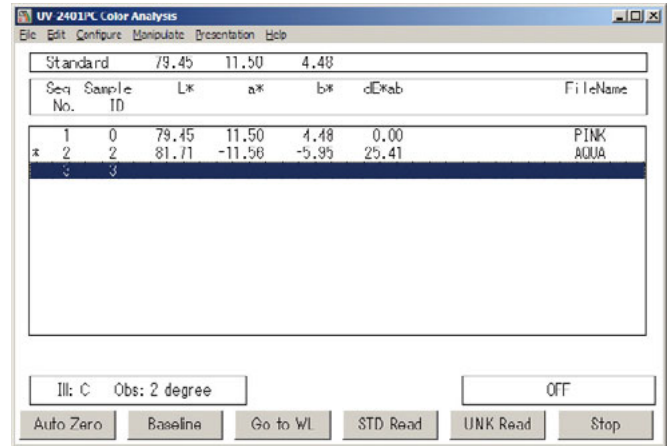 UV-2401PC Color Analysis
File Edit Configure Manipulate Presentation Help
Standard 79.45 11.50 4.48
Seq Sample L* a* b* dE*ab FileName
No. ID
1 0 79.45 11.50 4.48 0.00 PINK
* 2 2 81.71 -11.56 -5.95 25.41 AQUA
3 3
Ill: C Obs: 2 degree OFF
Auto Zero Baseline Go to WL STD Read UNK Read Stop